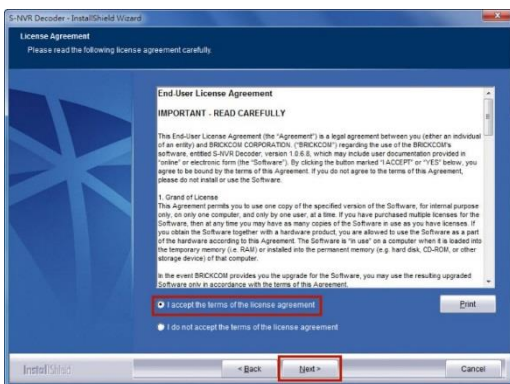 S-NVR Decoder - InstallShield Wizard
License Agreement
Please read the following license agreement carefully.
End-User License Agreement
IMPORTANT - READ CAREFULLY
This End-User License Agreement (the "Agreement") is a legal agreement between you (either an individual
of an entity) and BRICKCOM CORPORATION. ("BRICKCOM") regarding the use of the BRICKCOM's
software, entitled S-NVR Decoder, version 1.0.6.8, which may include user documentation provided in
"online" or electronic form (the "Software"). By clicking the button marked "I ACCEPT" or "YES" below, you
agree to be bound by the terms of this Agreement. If you do not agree to the terms of this Agreement,
please do not install or use the Software.
1. Grand of License
This Agreement permits you to use one copy of the specified version of the Software, for internal purpose
only, on only one computer, and only by one user, at a time. If you have purchased multiple licenses for the
Software, then at any time you may have as many copies of the Software in use as you have licenses. If
you obtain the Software together with a hardware product, you are allowed to use the Software as a part
of the hardware according to this Agreement. The Software is "in use" on a computer when it is loaded into
the temporary memory (i.e. RAM) or installed into the permanent memory (e.g. hard disk, CD-ROM, or other
storage device) of that computer.
In the event BRICKCOM provides you the upgrade for the Software, you may use the resulting upgraded
Software only in accordance with the terms of this Agreement.
I accept the terms of the license agreement
Print
I do not accept the terms of the license agreement
InstallShield
< Back
Next >
Cancel